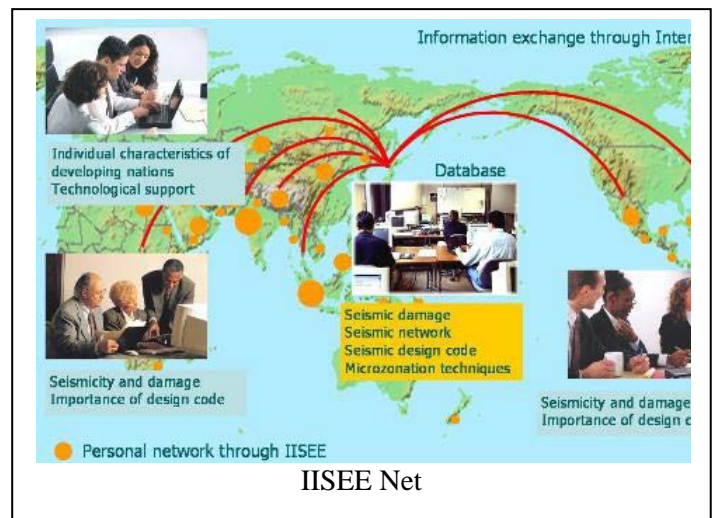 Information exchange through Inter
Individual characteristics of
developing nations
Technological support
Database
Seismic damage
Seismic network
Seismic design code
Microzonation techniques
Seismicity and damage
Importance of design code
Seismicity and damage
Importance of design c
Personal network through IISEE
IISEE Net